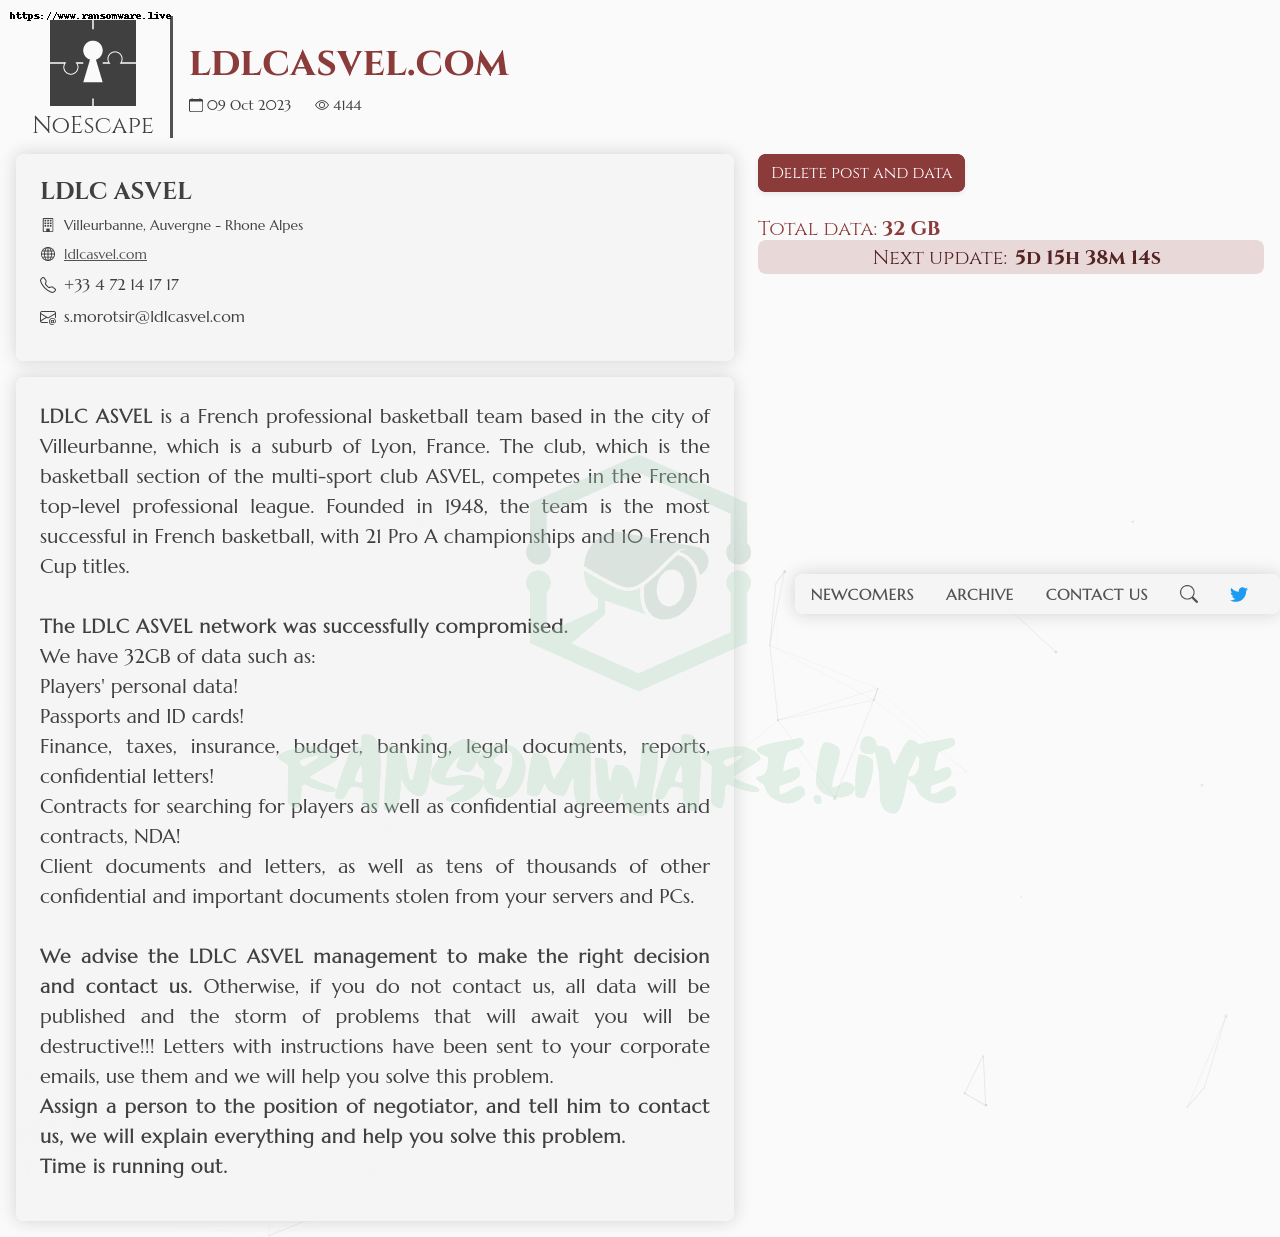 https://www.ransomware.live
NoEscape
LDLCASVEL.COM
09 Oct 2023 4144
LDLC ASVEL
Villeurbanne, Auvergne - Rhone Alpes
ldlcasvel.com
+33 4 72 14 17 17
s.morotsir@ldlcasvel.com
Delete post and data
Total data: 32 GB
Next update: 5D 15H 38M 14S
LDLC ASVEL is a French professional basketball team based in the city of
Villeurbanne, which is a suburb of Lyon, France. The club, which is the
basketball section of the multi-sport club ASVEL, competes in the French
top-level professional league. Founded in 1948, the team is the most
successful in French basketball, with 21 Pro A championships and 10 French
Cup titles.
The LDLC ASVEL network was successfully compromised.
We have 32GB of data such as:
Players' personal data!
Passports and ID cards!
Finance, taxes, insurance, budget, banking, legal documents, reports,
confidential letters!
Contracts for searching for players as well as confidential agreements and
contracts, NDA!
Client documents and letters, as well as tens of thousands of other
confidential and important documents stolen from your servers and PCs.
We advise the LDLC ASVEL management to make the right decision
and contact us. Otherwise, if you do not contact us, all data will be
published and the storm of problems that will await you will be
destructive!!! Letters with instructions have been sent to your corporate
emails, use them and we will help you solve this problem.
Assign a person to the position of negotiator, and tell him to contact
us, we will explain everything and help you solve this problem.
Time is running out.
NEWCOMERS ARCHIVE CONTACT US
RANSOMWARE.LIVE